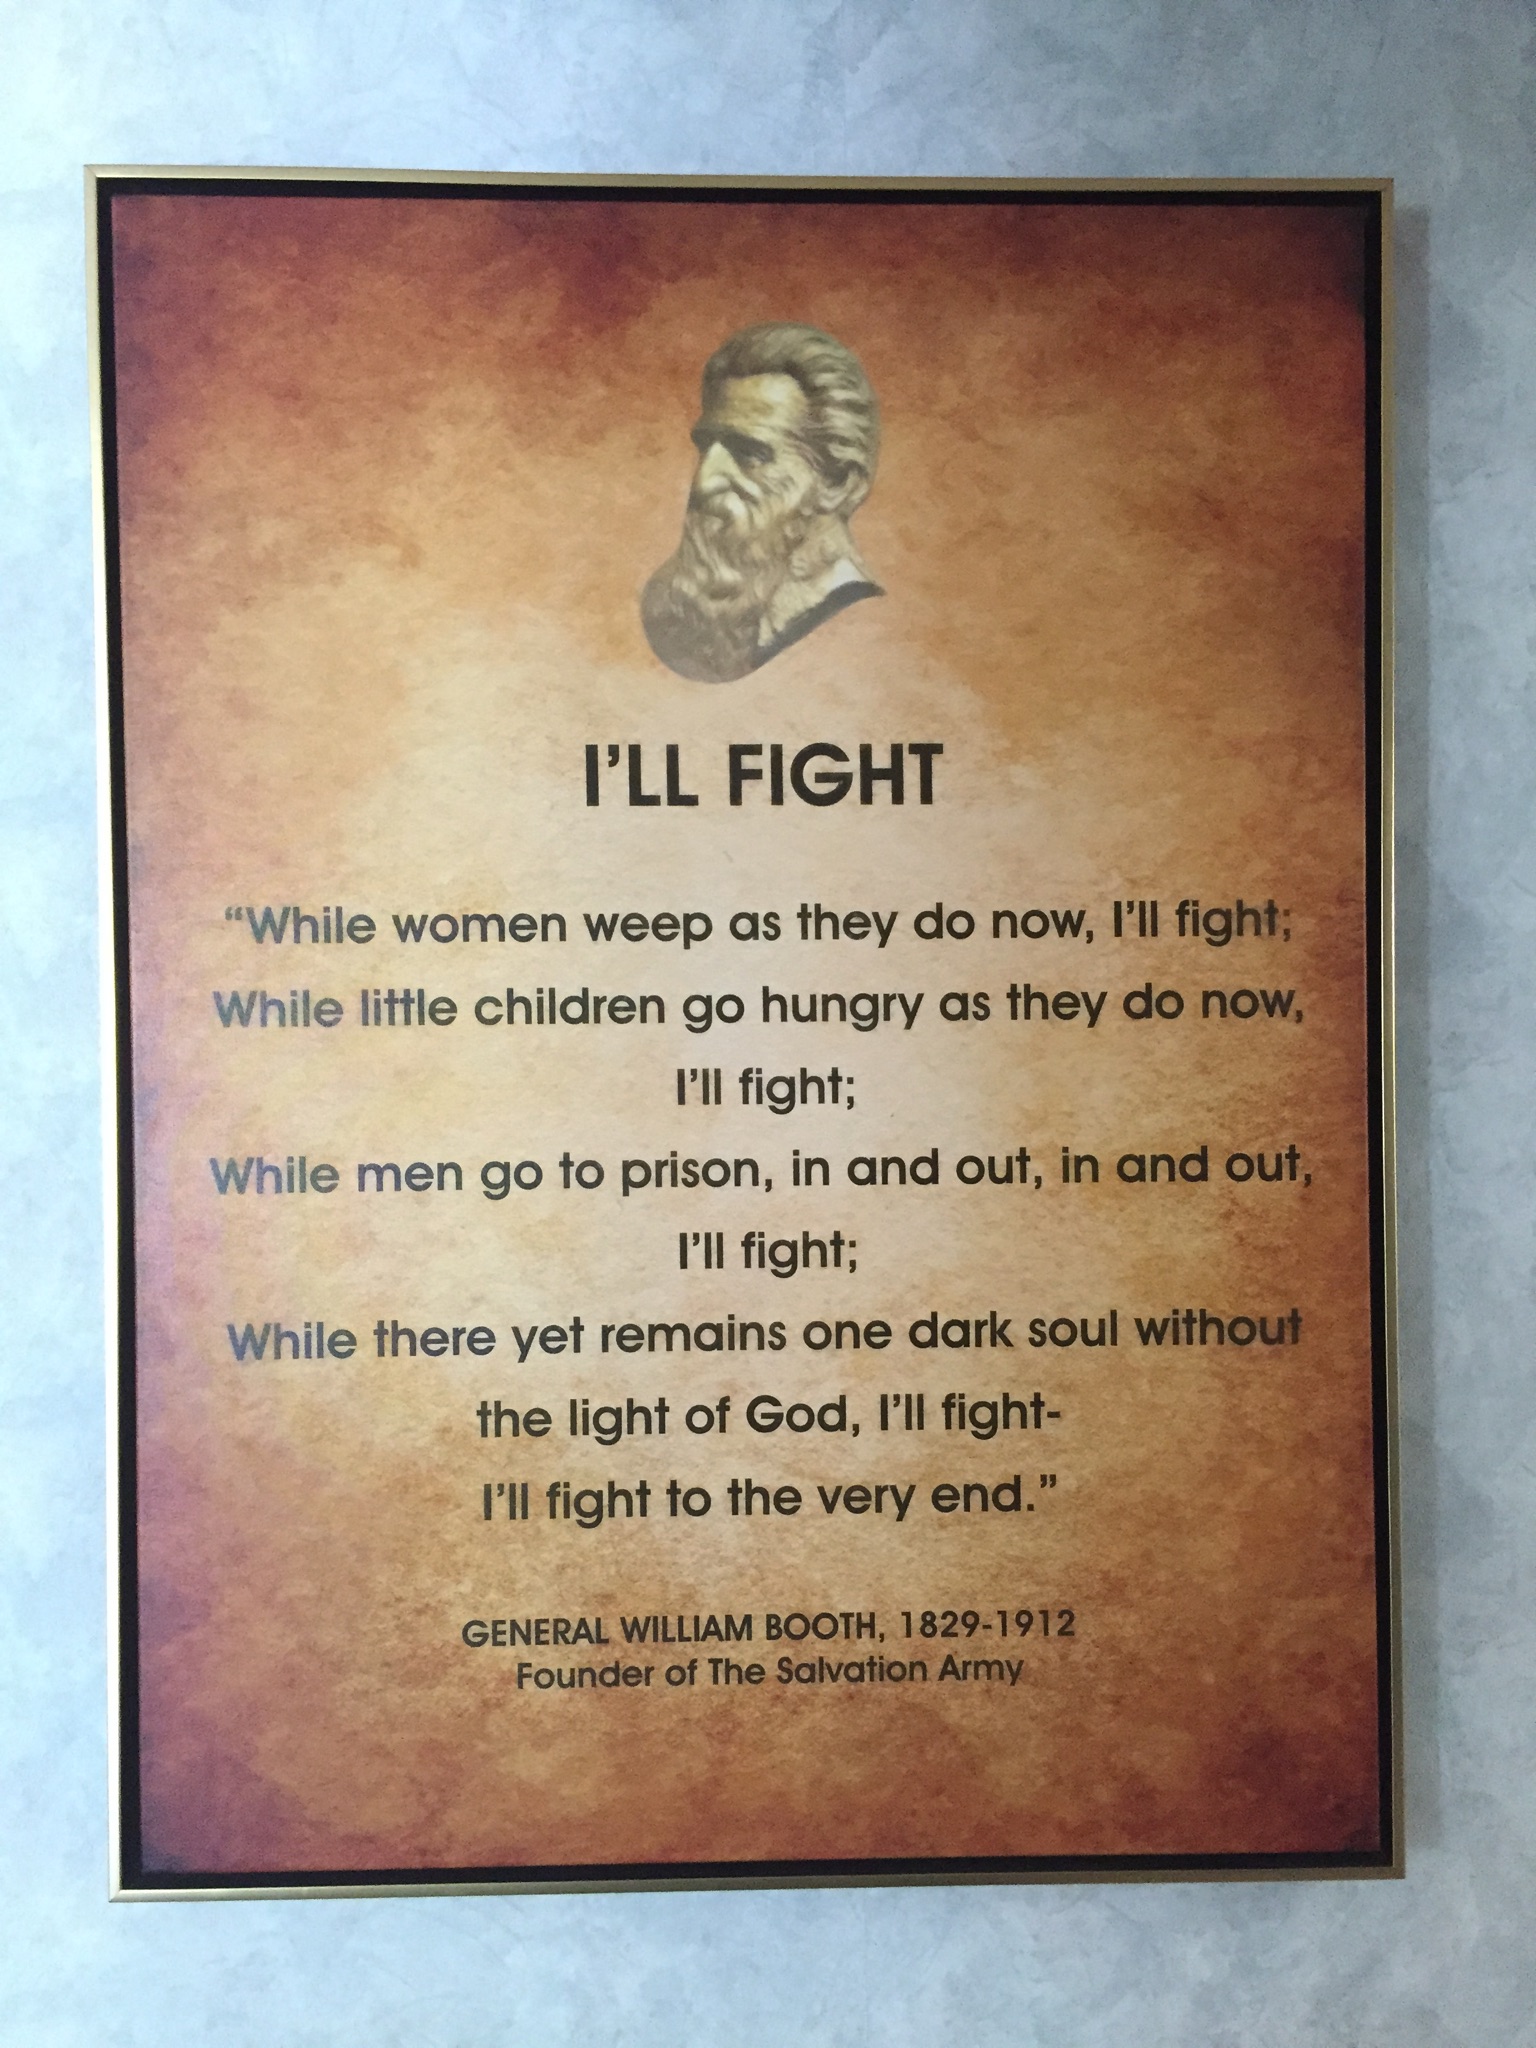 I'LL FIGHT
“While women weep as they do now, I'll fight;
While little children go hungry as they do now,
I'll fight;
While men go to prison, in and out, in and out,
I'll fight;
While there yet remains one dark soul without
the light of God, I'll fight-
I'll fight to the very end.”
GENERAL WILLIAM BOOTH, 1829-1912
Founder of The Salvation Army